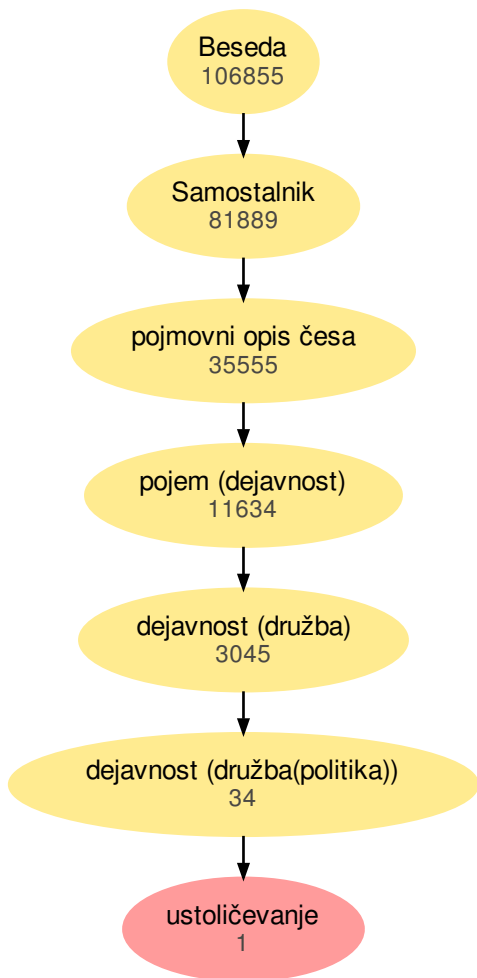 Beseda
106855
Samostalnik
81889
pojmovni opis česa
35555
pojem (dejavnost)
11634
dejavnost (družba)
3045
dejavnost (družba(politika))
34
ustoličevanje
1